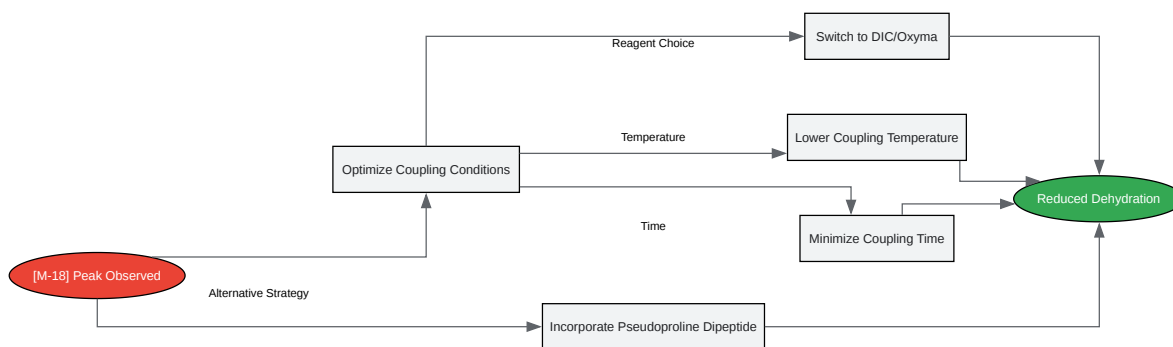 Switch to DIC/Oxyma
Reagent Choice
Temperature
Lower Coupling Temperature
Optimize Coupling Conditions
Reduced Dehydration
Time
Minimize Coupling Time
[M-18] Peak Observed
Alternative Strategy
Incorporate Pseudoproline Dipeptide